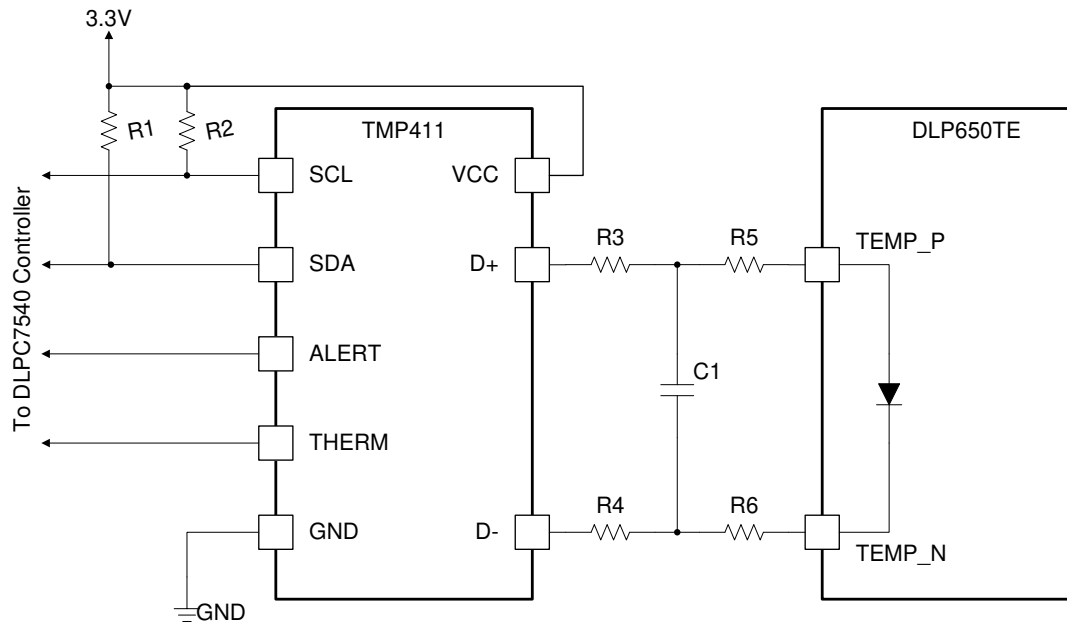 3.3V
R1
R2
TMP411
DLP650TE
SCL
VCC
SDA
D+
R3
R5
TEMP_P
To DLPC7540 Controller
ALERT
C1
THERM
GND
D-
R4
R6
TEMP_N
GND